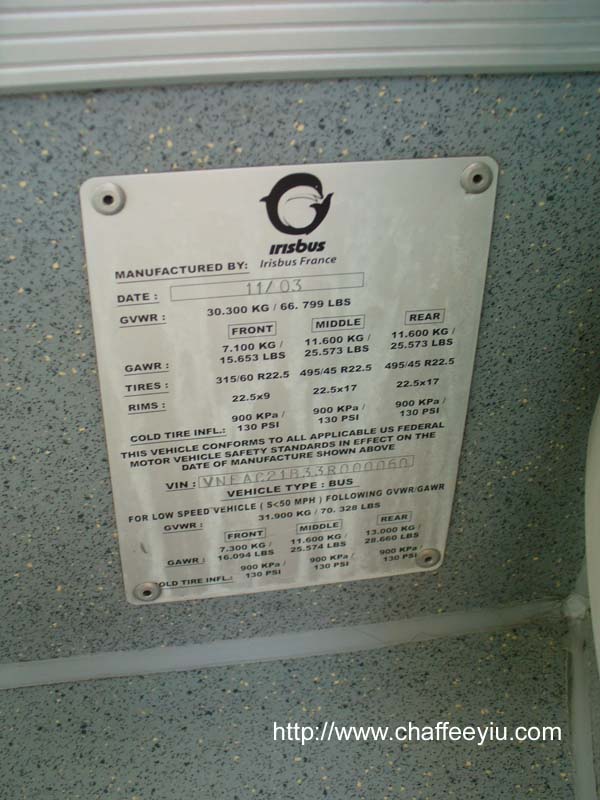 IRISbus
MANUFACTURED BY: Irisbus France
DATE : 11/03
GVWR : 30.300 KG / 66. 799 LBS
FRONT MIDDLE REAR
GAWR : 7.100 KG / 15.653 LBS 11.600 KG / 25.573 LBS 11.600 KG / 25.573 LBS
TIRES : 315/60 R22.5 495/45 R22.5 495/45 R22.5
RIMS : 22.5x9 22.5x17 22.5x17
COLD TIRE INFL.: 900 KPa / 130 PSI 900 KPa / 130 PSI 900 KPa / 130 PSI
THIS VEHICLE CONFORMS TO ALL APPLICABLE US FEDERAL
MOTOR VEHICLE SAFETY STANDARDS IN EFFECT ON THE
DATE OF MANUFACTURE SHOWN ABOVE
VIN : VNEAC21B33R000060
VEHICLE TYPE : BUS
FOR LOW SPEED VEHICLE ( S<50 MPH ) FOLLOWING GVWR/GAWR
GVWR : 31.900 KG / 70. 328 LBS
FRONT MIDDLE REAR
GAWR : 7.300 KG / 16.094 LBS 11.600 KG / 25.574 LBS 13.000 KG / 28.660 LBS
COLD TIRE INFL.: 900 KPa / 130 PSI 900 KPa / 130 PSI 900 KPa / 130 PSI
http://www.chaffeeyiu.com